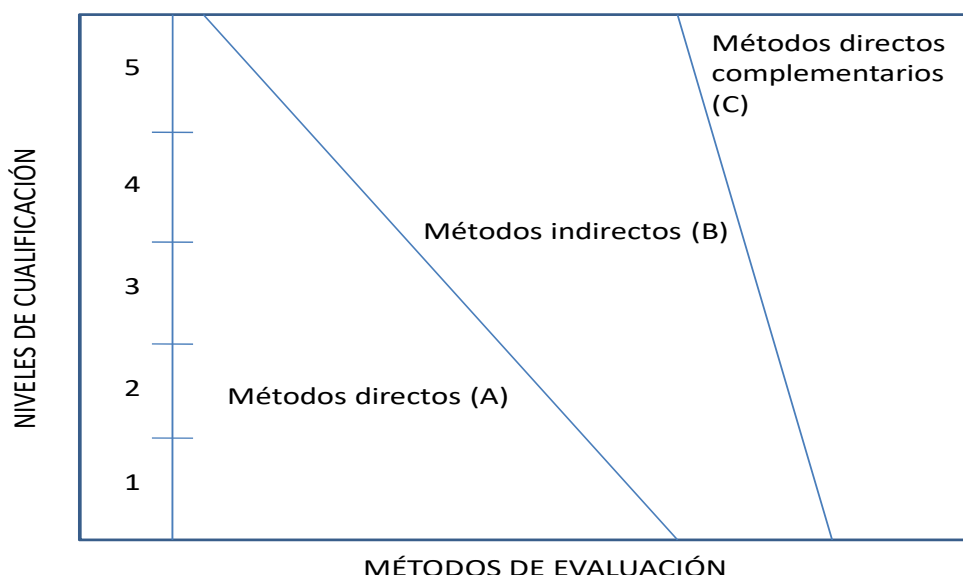 NIVELES DE CUALIFICACIÓN
5
4
3
2
1
Métodos directos
complementarios
(C)
Métodos indirectos (B)
Métodos directos (A)
MÉTODOS DE EVALUACIÓN